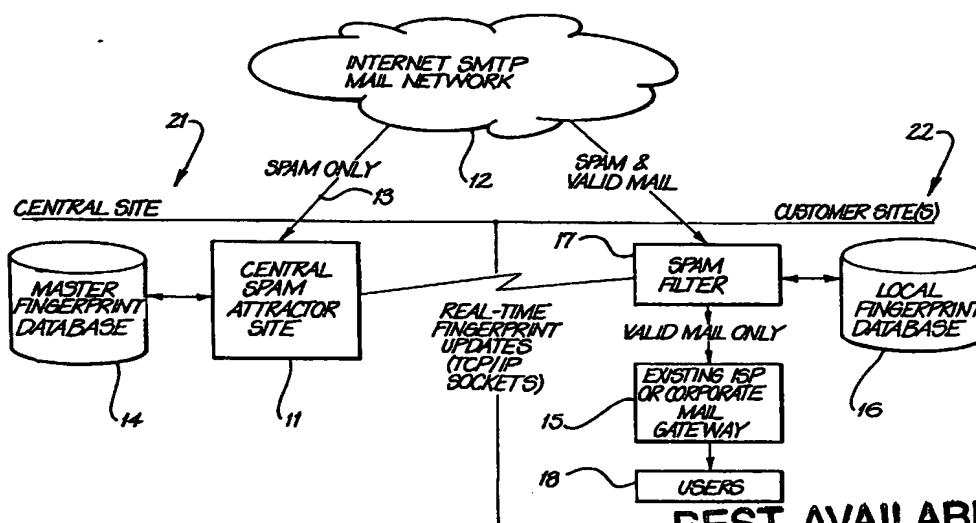 INTERNET SMTP
MAIL NETWORK
21
22
12
SPAM ONLY
13
SPAM &
VALID MAIL
CENTRAL SITE
CUSTOMER SITE(S)
17
MASTER
FINGERPRINT
DATABASE
CENTRAL
SPAM
ATTRACTOR
SITE
SPAM
FILTER
LOCAL
FINGERPRINT
DATABASE
REAL-TIME
FINGERPRINT
UPDATES
(TCP/IP
SOCKETS)
VALID MAIL ONLY
EXISTING ISP
OR CORPORATE
MAIL
GATEWAY
14
11
15
16
18
USERS
BEST